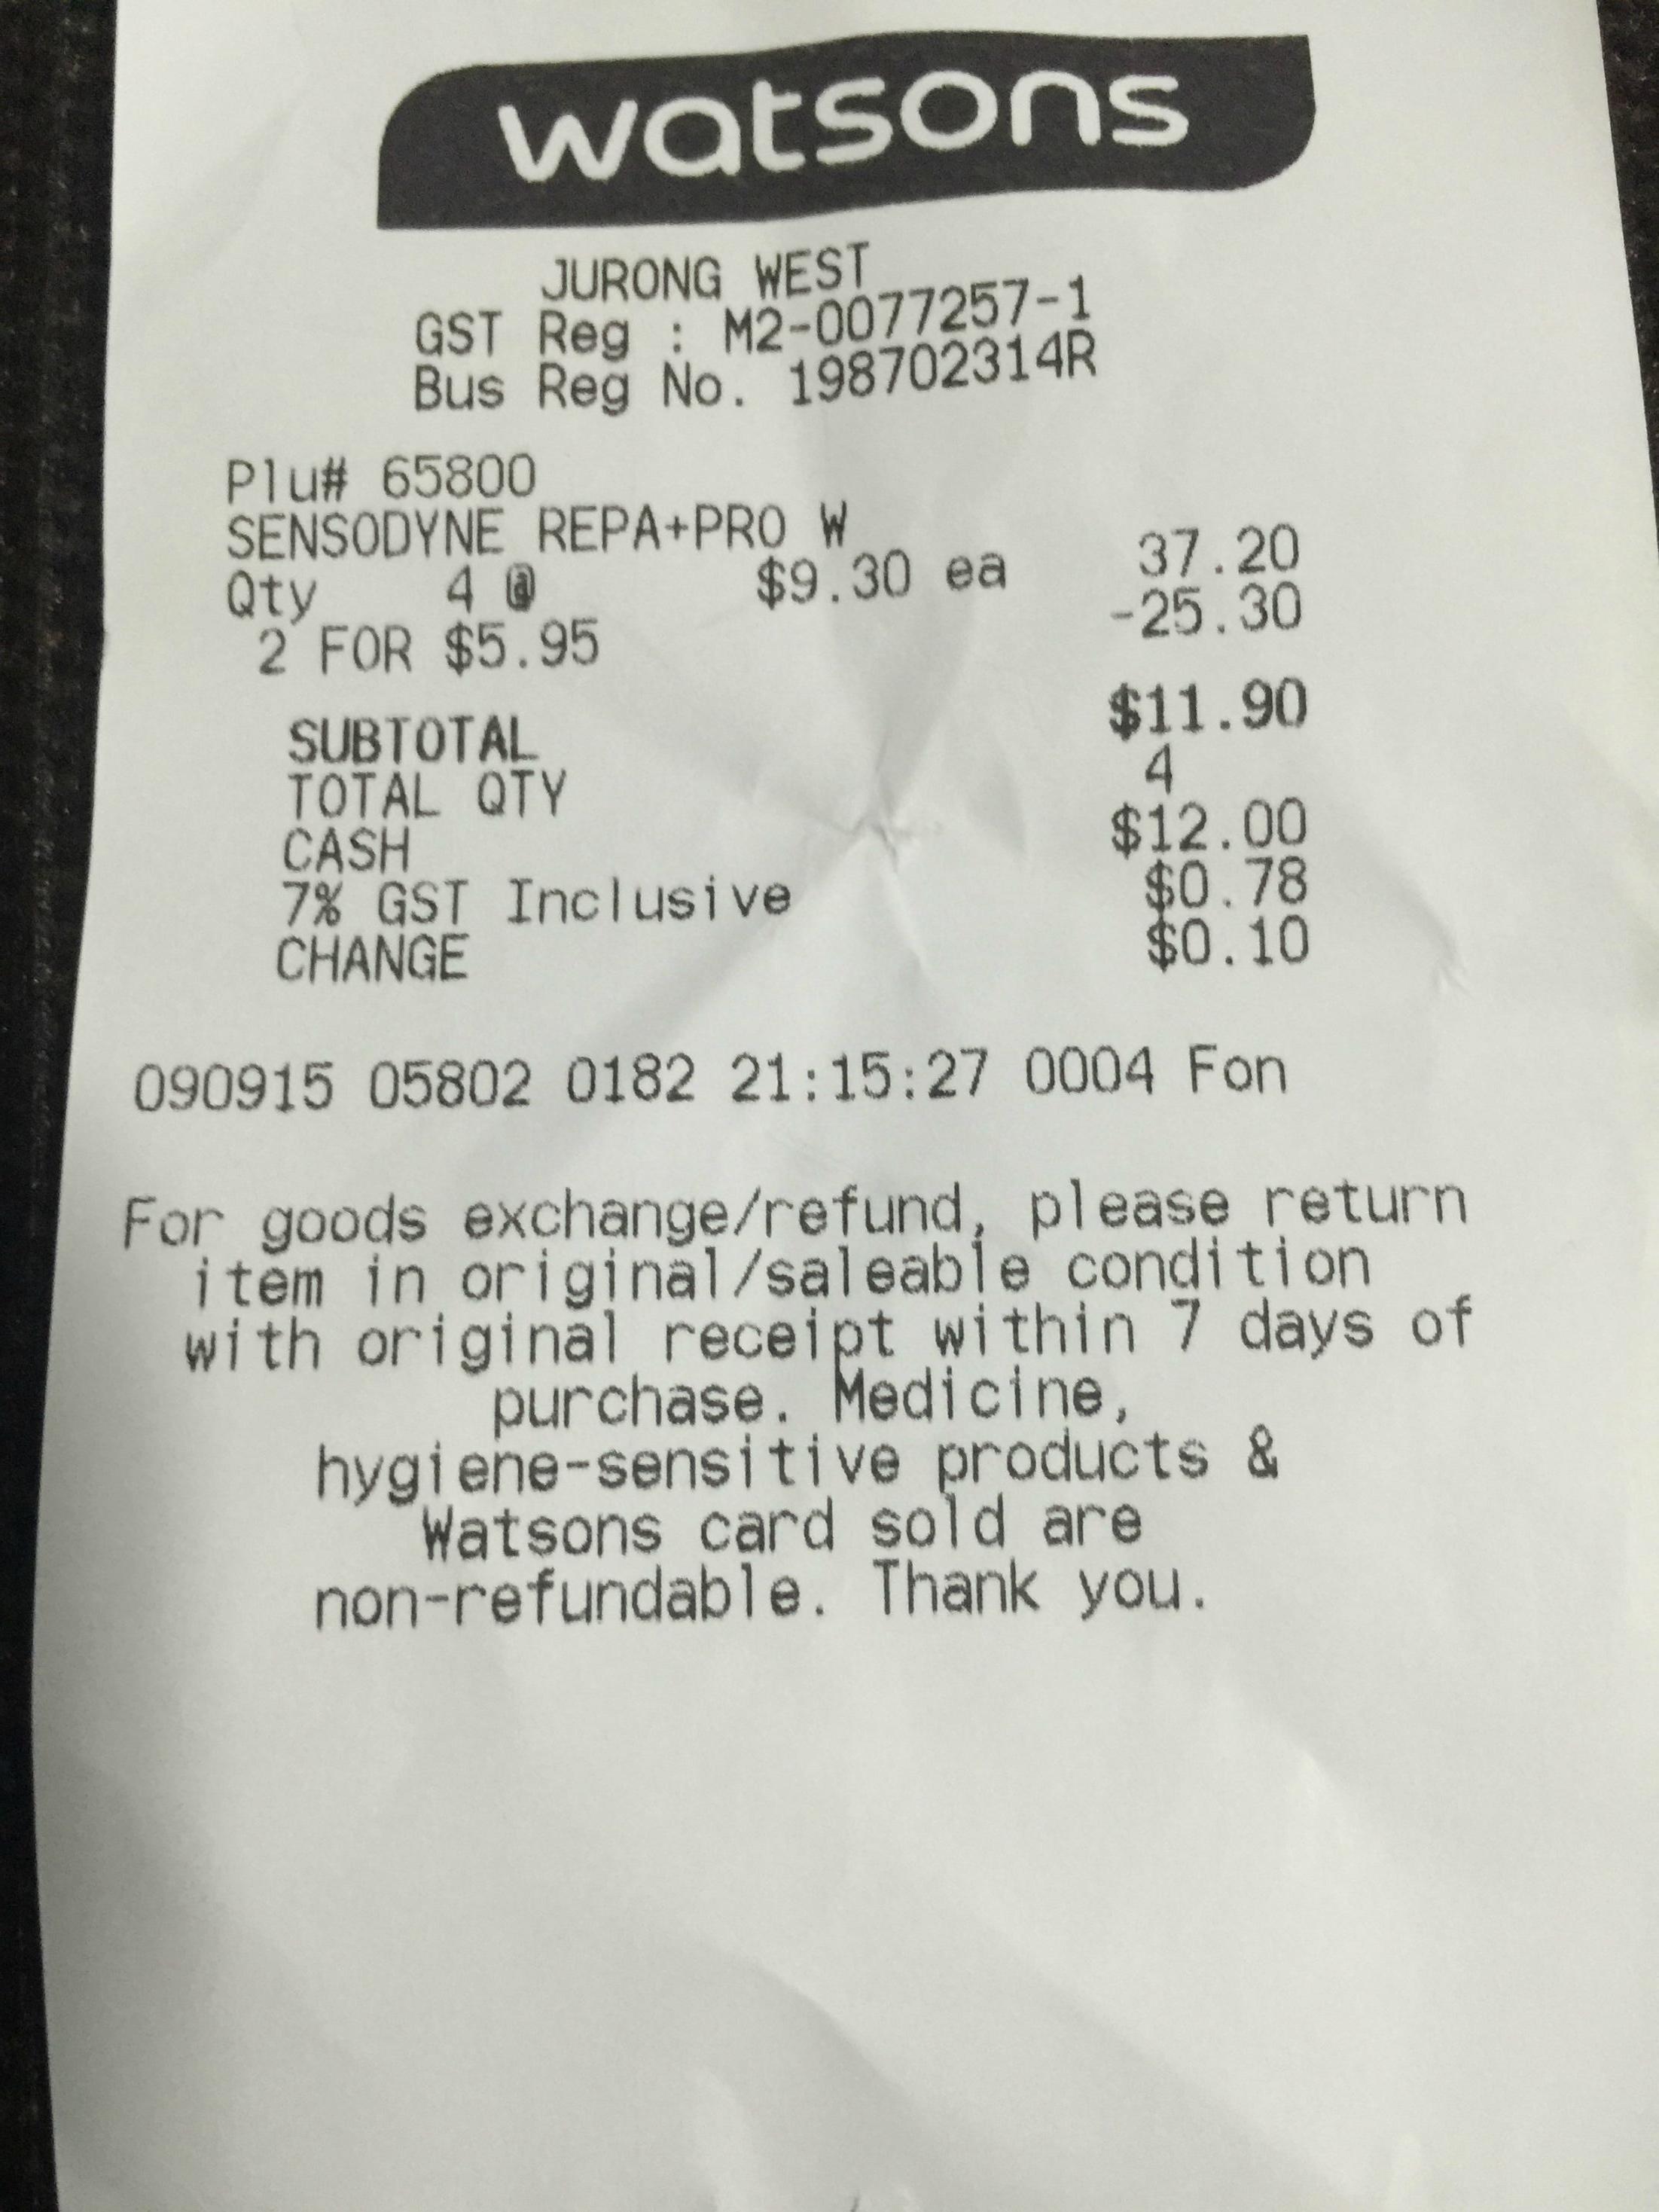 watsons
JURONG WEST
GST Reg : M2-0077257-1
Bus Reg No. 198702314R
Plu# 65800
SENSODYNE REPA+PRO W
Qty 4 @ $9.30 ea 37.20
2 FOR $5.95 -25.30
SUBTOTAL $11.90
TOTAL QTY 4
CASH $12.00
7% GST Inclusive $0.78
CHANGE $0.10
090915 05802 0182 21:15:27 0004 Fon
For goods exchange/refund, please return
item in original/saleable condition
with original receipt within 7 days of
purchase. Medicine,
hygiene-sensitive products &
Watsons card sold are
non-refundable. Thank you.